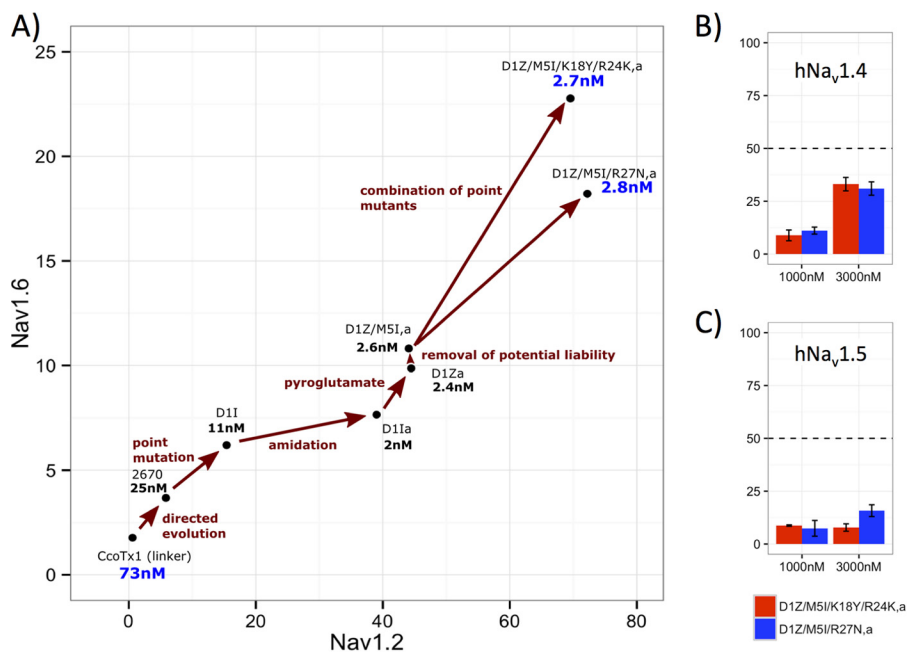 A)
25
20
15
10
5
0
Nav1.6
0
20
40
60
80
Nav1.2
D1Z/M5I/K18Y/R24K,a
2.7nM
D1Z/M5I/R27N,a
2.8nM
combination of point
mutants
D1Z/M5I,a
2.6nM
removal of potential liability
D1Za
2.4nM
pyroglutamate
D1I
11nM
D1Ia
2nM
amidation
point
mutation
2670
25nM
directed
evolution
CcoTx1 (linker)
73nM
B)
hNav1.4
100
75
50
25
0
1000nM
3000nM
C)
hNav1.5
100
75
50
25
0
1000nM
3000nM
D1Z/M5I/K18Y/R24K,a
D1Z/M5I/R27N,a